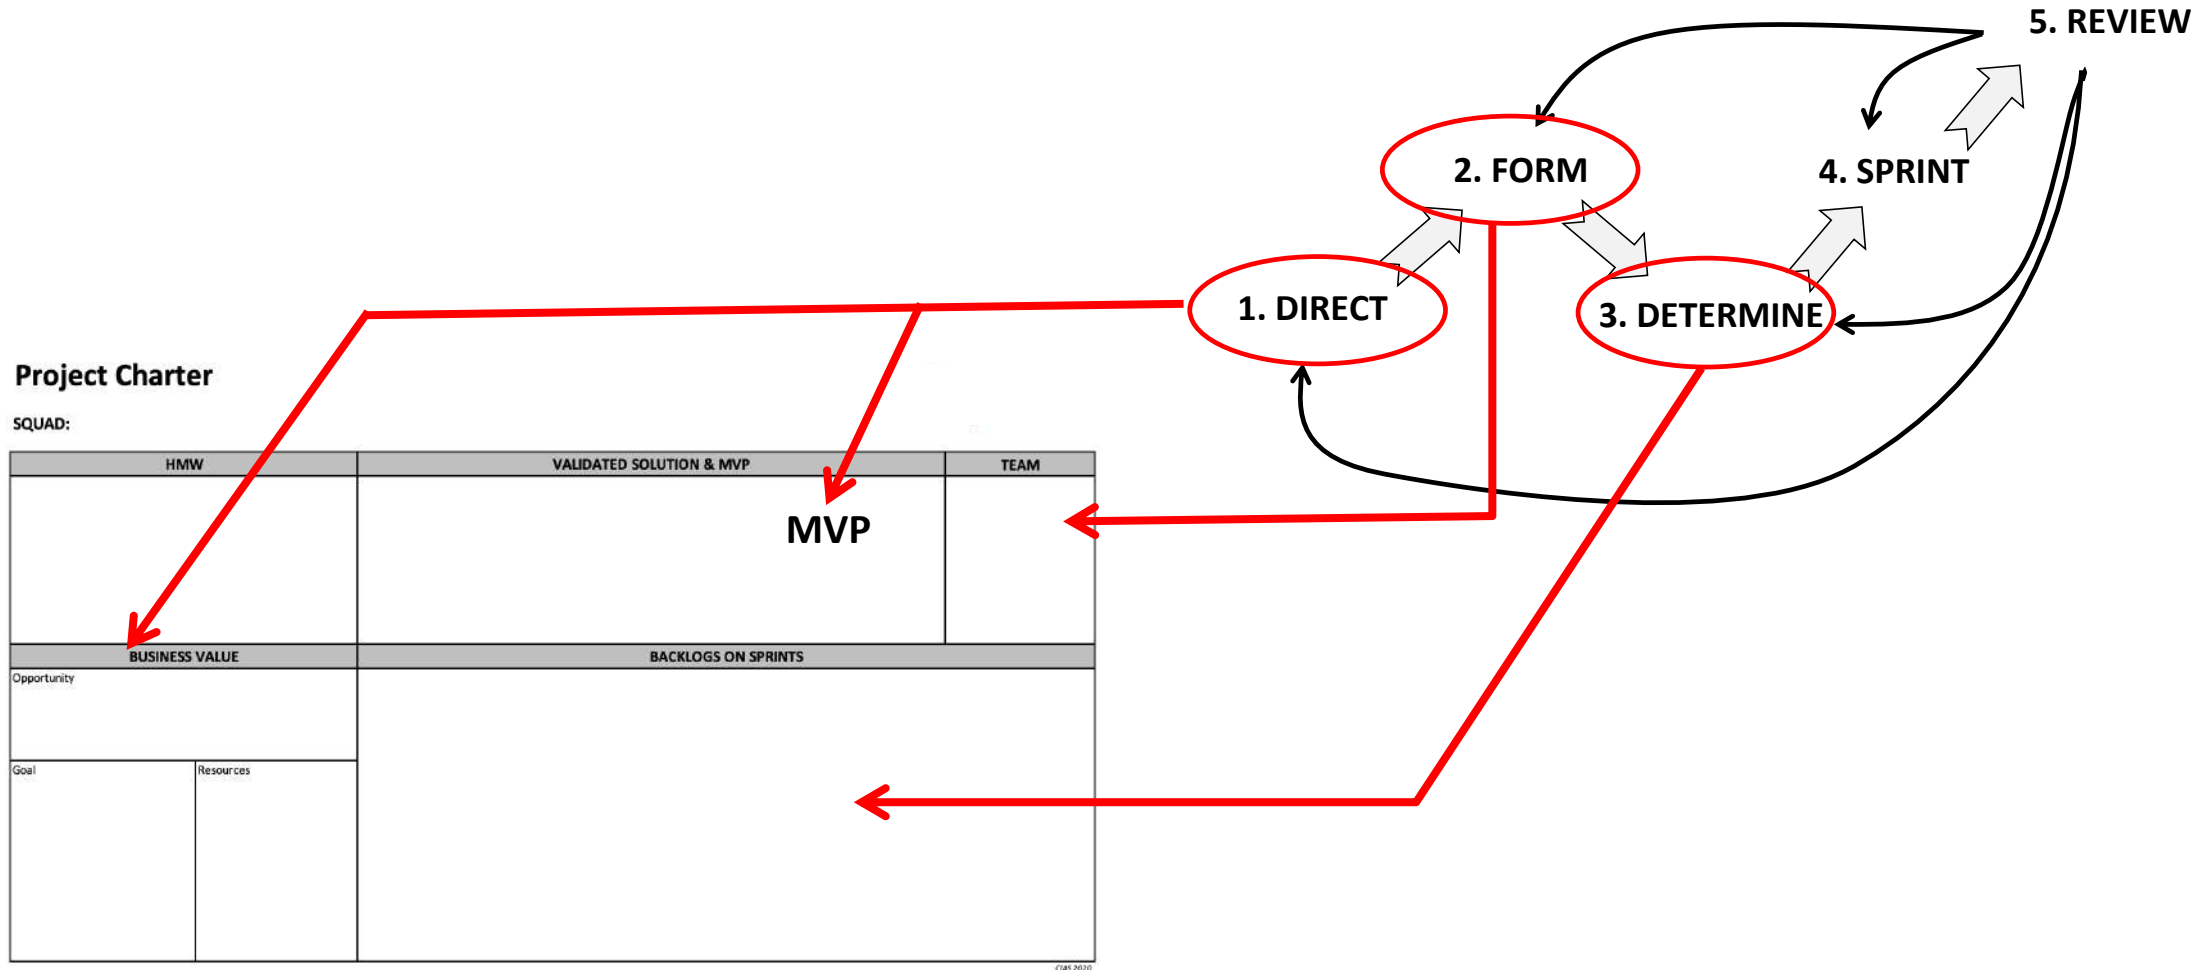 5. REVIEW
2. FORM
4. SPRINT
1. DIRECT
3. DETERMINE
Project Charter
SQUAD:
HMW
VALIDATED SOLUTION & MVP
TEAM
MVP
BUSINESS VALUE
BACKLOGS ON SPRINTS
Opportunity
Goal
Resources